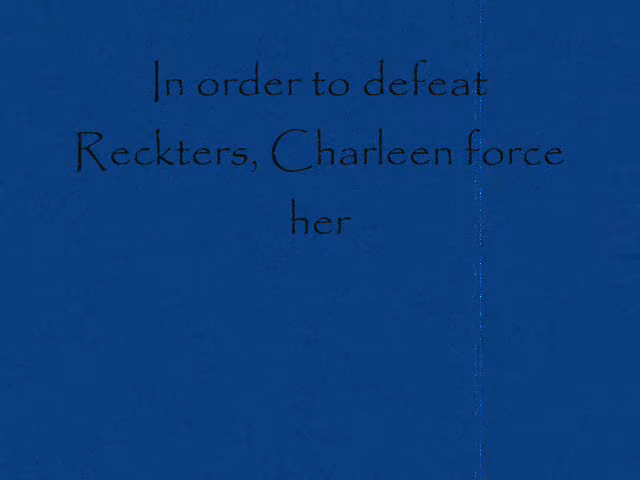 In order to defeat
Reckters, Charleen force
her